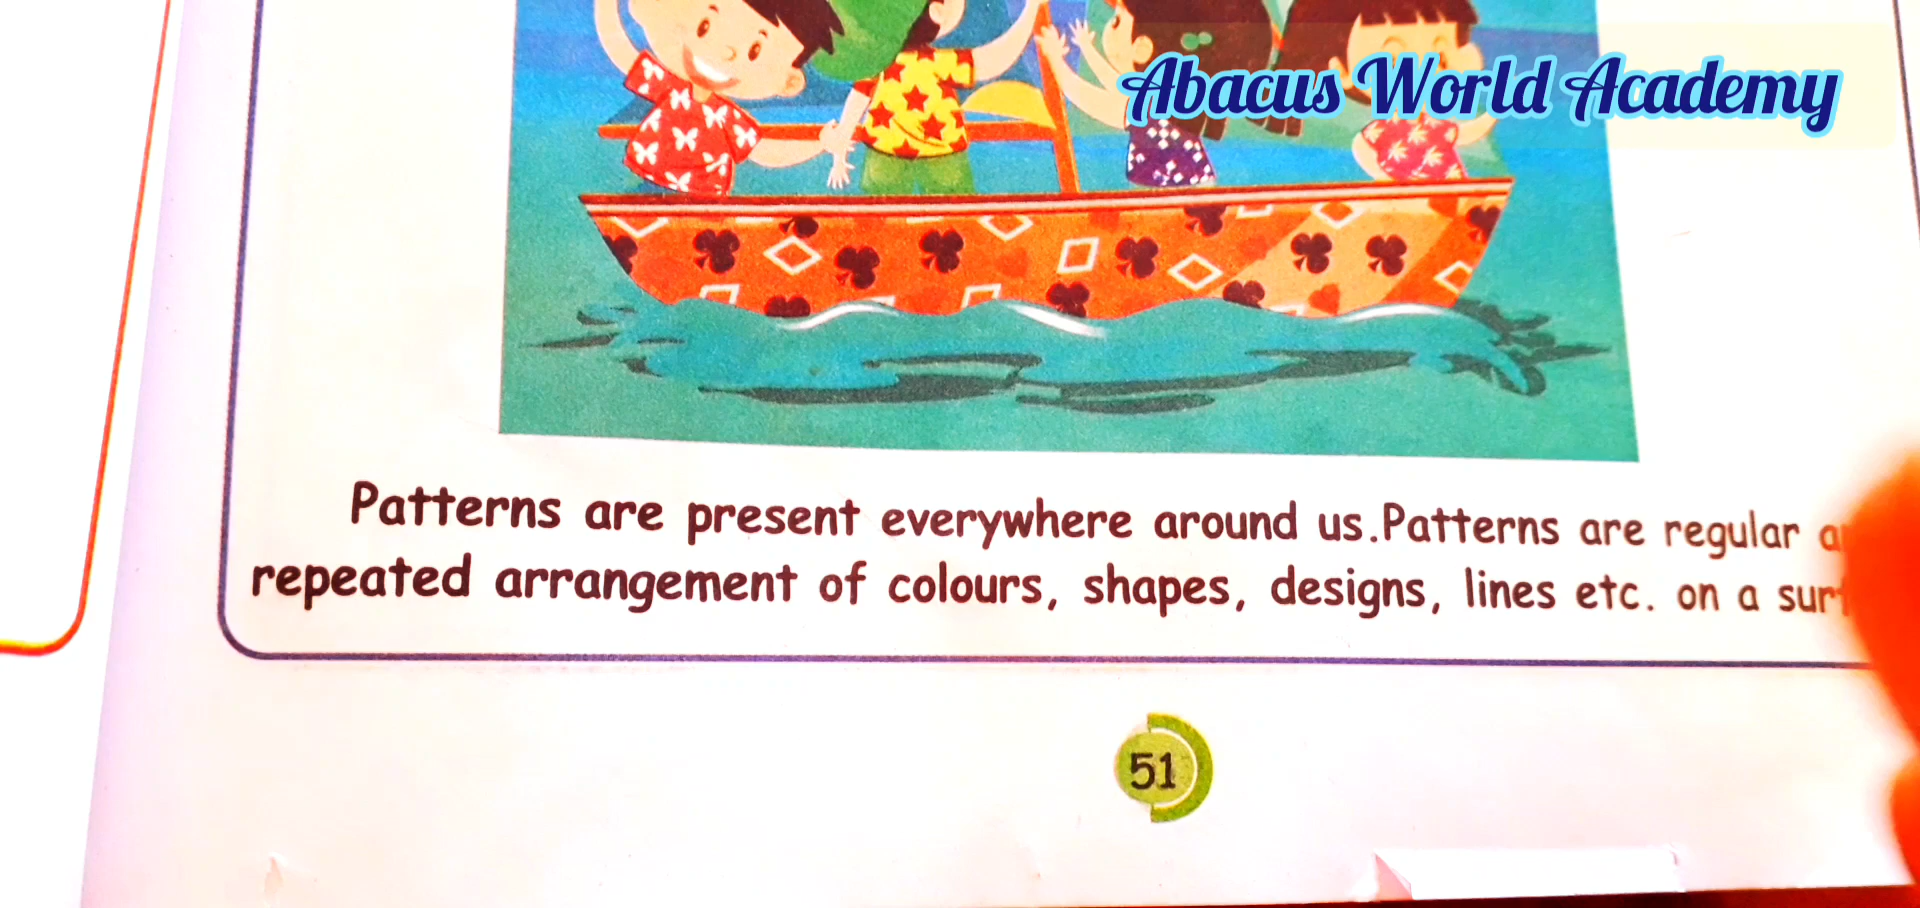 Abacus World Academy
Patterns are present everywhere around us.Patterns are regular
repeated arrangement of colours, shapes, designs, lines etc. on a
51